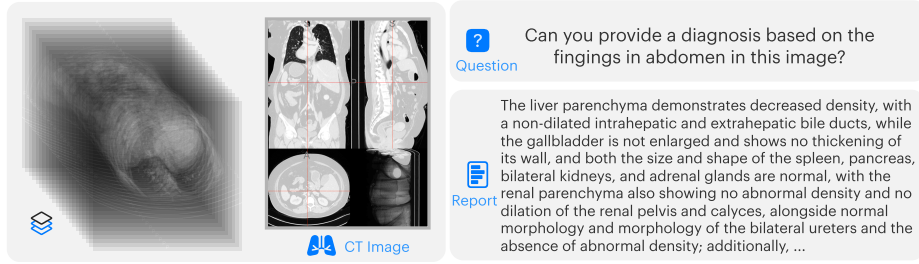 CT Image
?
Question
Can you provide a diagnosis based on the
fingings in abdomen in this image?
Report
The liver parenchyma demonstrates decreased density, with
a non-dilated intrahepatic and extrahepatic bile ducts, while
the gallbladder is not enlarged and shows no thickening of
its wall, and both the size and shape of the spleen, pancreas,
bilateral kidneys, and adrenal glands are normal, with the
renal parenchyma also showing no abnormal density and no
dilation of the renal pelvis and calyces, alongside normal
morphology and morphology of the bilateral ureters and the
absence of abnormal density; additionally, ...